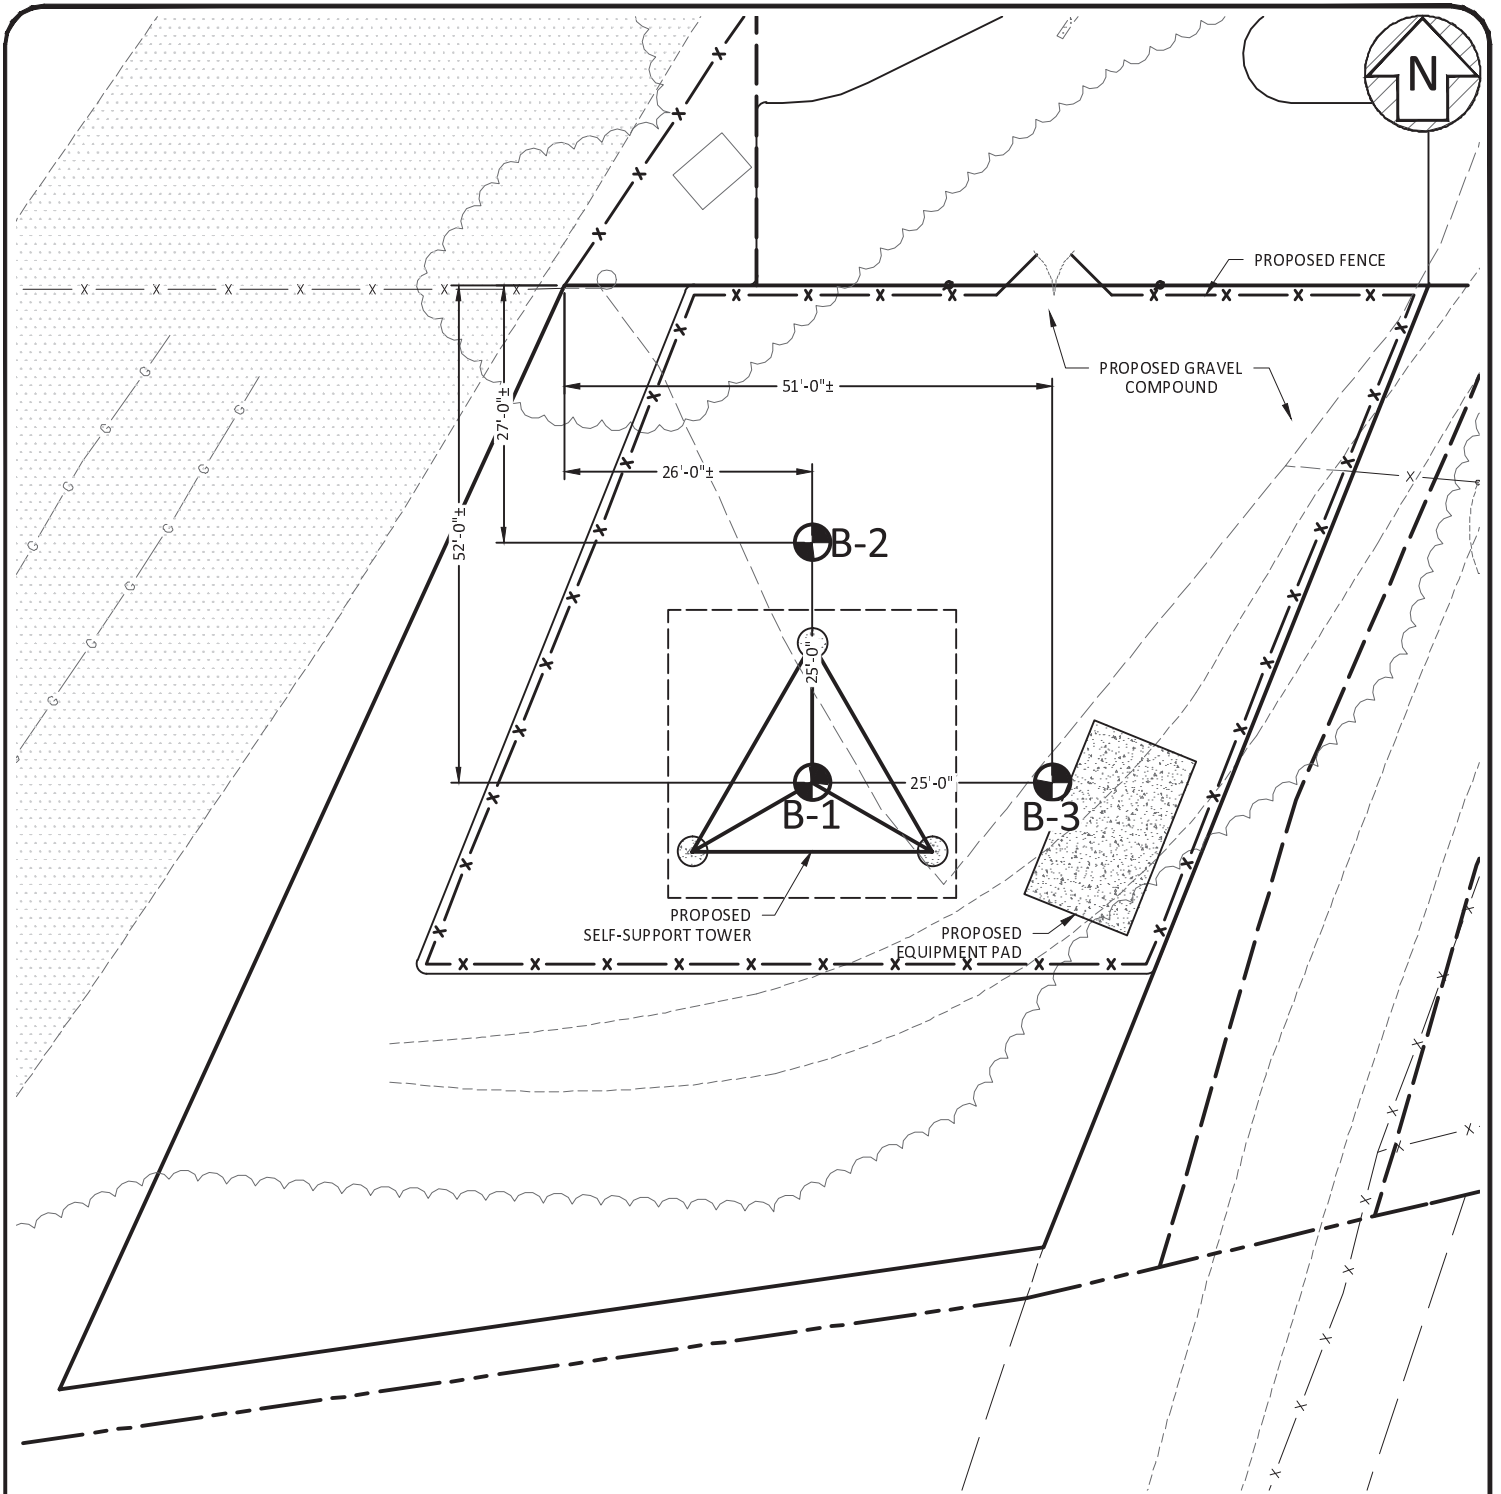 N
PROPOSED FENCE
PROPOSED GRAVEL
COMPOUND
51'-0"±
27'-0"±
26'-0"±
52'-0"±
B-2
25'-0"
25'-0"
B-1
B-3
PROPOSED
SELF-SUPPORT TOWER
PROPOSED
EQUIPMENT PAD
X X X X X X X
G G G G G
G G G G G